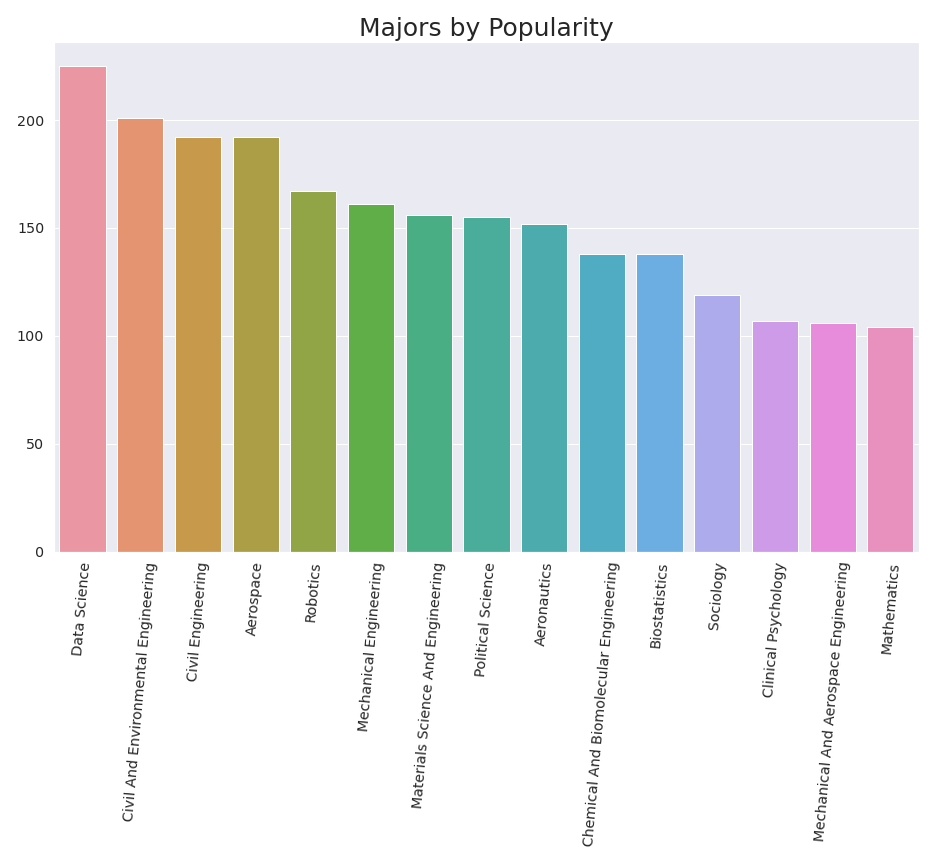 Majors by Popularity
200
150
100
50
0
Data Science
Civil And Environmental Engineering
Civil Engineering
Aerospace
Robotics
Mechanical Engineering
Materials Science And Engineering
Political Science
Aeronautics
Chemical And Biomolecular Engineering
Biostatistics
Sociology
Clinical Psychology
Mechanical And Aerospace Engineering
Mathematics